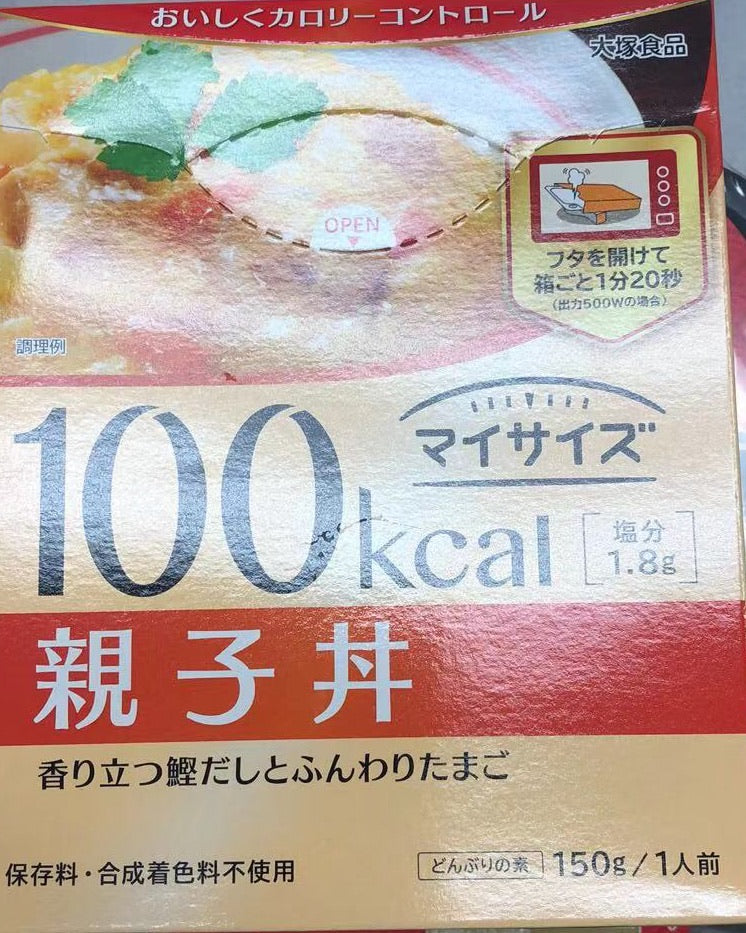 おいしくカロリーコントロール
大塚食品
OPEN
フタを開けて
箱ごと1分20秒
(出力500Wの場合)
調理例
マイサイズ
100kcal
塩分
1.8g
親子丼
香り立つ鰹だしとふんわりたまご
保存料・合成着色料不使用
どんぶりの素 150g/1人前